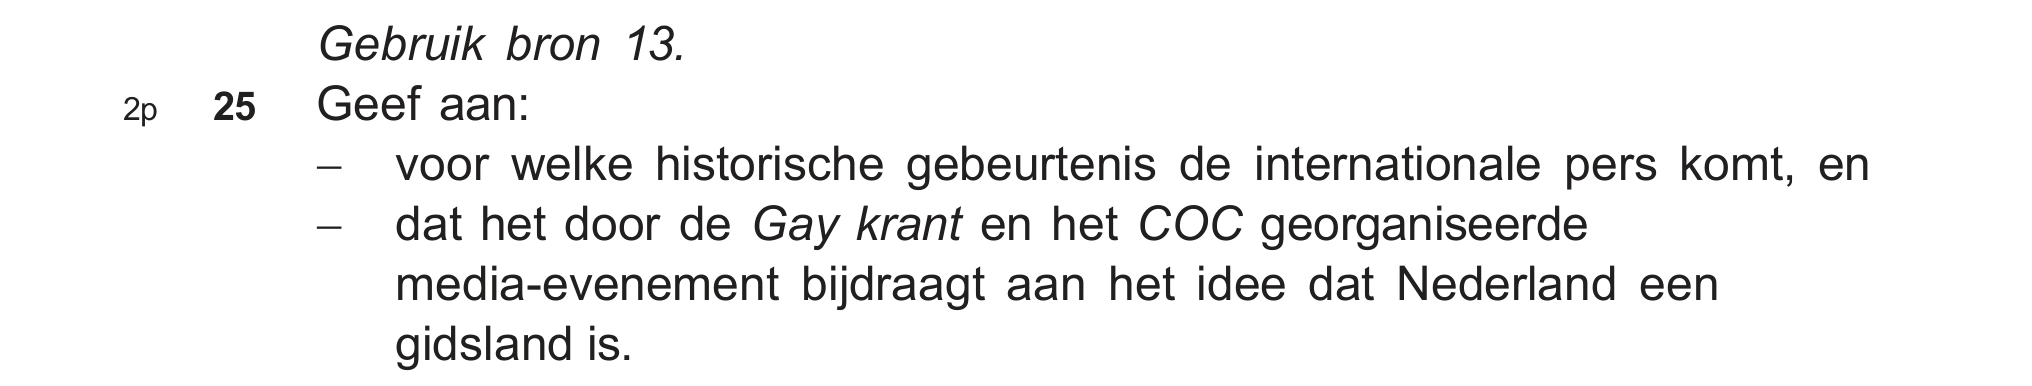 Gebruik bron 13.
2p 25 Geef aan:
– voor welke historische gebeurtenis de internationale pers komt, en
– dat het door de Gay krant en het COC georganiseerde
media-evenement bijdraagt aan het idee dat Nederland een
gidsland is.